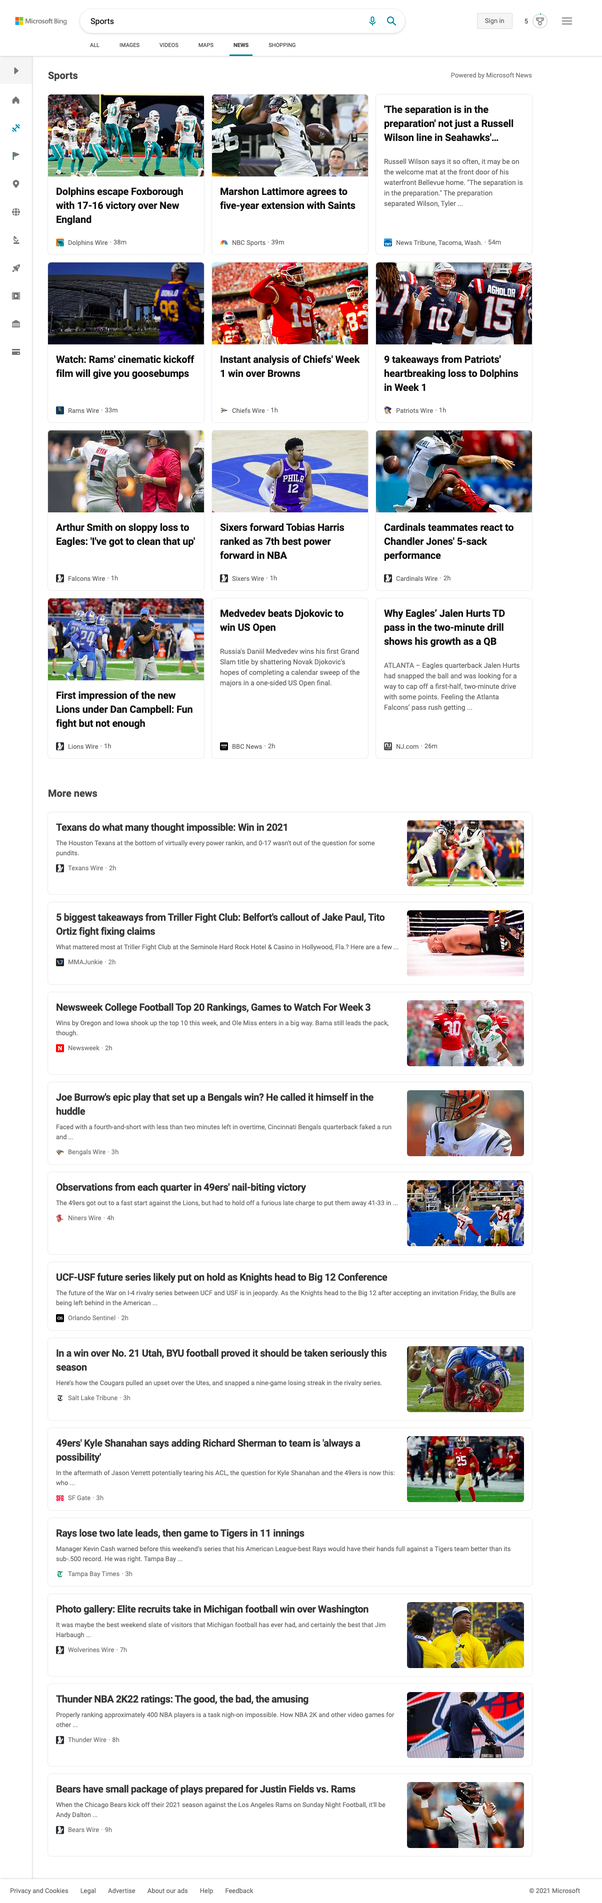 Microsoft Bing
Sports
Sign in
5
ALL
IMAGES
VIDEOS
MAPS
NEWS
SHOPPING
Sports
Powered by Microsoft News
Dolphins escape Foxborough
with 17-16 victory over New
England
Dolphins Wire · 38m
Marshon Lattimore agrees to
five-year extension with Saints
NBC Sports · 39m
'The separation is in the
preparation' not just a Russell
Wilson line in Seahawks'...
Russell Wilson says it so often, it may be on
the welcome mat at the front door of his
waterfront Bellevue home. "The separation is
in the preparation." The preparation
separated Wilson, Tyler ...
News Tribune, Tacoma, Wash. · 54m
Watch: Rams' cinematic kickoff
film will give you goosebumps
Rams Wire · 33m
Instant analysis of Chiefs' Week
1 win over Browns
Chiefs Wire · 1h
9 takeaways from Patriots'
heartbreaking loss to Dolphins
in Week 1
Patriots Wire · 1h
Arthur Smith on sloppy loss to
Eagles: 'I've got to clean that up'
Falcons Wire · 1h
Sixers forward Tobias Harris
ranked as 7th best power
forward in NBA
Sixers Wire · 1h
Cardinals teammates react to
Chandler Jones' 5-sack
performance
Cardinals Wire · 2h
First impression of the new
Lions under Dan Campbell: Fun
fight but not enough
Lions Wire · 1h
Medvedev beats Djokovic to
win US Open
Russia's Daniil Medvedev wins his first Grand
Slam title by shattering Novak Djokovic's
hopes of completing a calendar sweep of the
majors in a one-sided US Open final.
BBC News · 2h
Why Eagles' Jalen Hurts TD
pass in the two-minute drill
shows his growth as a QB
ATLANTA – Eagles quarterback Jalen Hurts
had snapped the ball and was looking for a
way to cap off a first-half, two-minute drive
with some points. Feeling the Atlanta
Falcons' pass rush getting ...
NJ.com · 26m
More news
Texans do what many thought impossible: Win in 2021
The Houston Texans at the bottom of virtually every power rankin, and 0-17 wasn't out of the question for some
pundits.
Texans Wire · 2h
5 biggest takeaways from Triller Fight Club: Belfort's callout of Jake Paul, Tito
Ortiz fight fixing claims
What mattered most at Triller Fight Club at the Seminole Hard Rock Hotel & Casino in Hollywood, Fla.? Here are a few ...
MMAJunkie · 2h
Newsweek College Football Top 20 Rankings, Games to Watch For Week 3
Wins by Oregon and Iowa shook up the top 10 this week, and Ole Miss enters in a big way. Bama still leads the pack,
though.
Newsweek · 2h
Joe Burrow's epic play that set up a Bengals win? He called it himself in the
huddle
Faced with a fourth-and-short with less than two minutes left in overtime, Cincinnati Bengals quarterback faked a run
and ...
Bengals Wire · 3h
Observations from each quarter in 49ers' nail-biting victory
The 49ers got out to a fast start against the Lions, but had to hold off a furious late charge to put them away 41-33 in ...
Niners Wire · 4h
UCF-USF future series likely put on hold as Knights head to Big 12 Conference
The future of the War on I-4 rivalry series between UCF and USF is in jeopardy. As the Knights head to the Big 12 after accepting an invitation Friday, the Bulls are
being left behind in the American ...
Orlando Sentinel · 2h
In a win over No. 21 Utah, BYU football proved it should be taken seriously this
season
Here's how the Cougars pulled an upset over the Utes, and snapped a nine-game losing streak in the rivalry series.
Salt Lake Tribune · 3h
49ers' Kyle Shanahan says adding Richard Sherman to team is 'always a
possibility'
In the aftermath of Jason Verrett potentially tearing his ACL, the question for Kyle Shanahan and the 49ers is now this:
who ...
SF Gate · 3h
Rays lose two late leads, then game to Tigers in 11 innings
Manager Kevin Cash warned before this weekend's series that his American League-best Rays would have their hands full against a Tigers team better than its
sub-.500 record. He was right. Tampa Bay ...
Tampa Bay Times · 3h
Photo gallery: Elite recruits take in Michigan football win over Washington
It was maybe the best weekend slate of visitors that Michigan football has ever had, and certainly the best that Jim
Harbaugh ...
Wolverines Wire · 7h
Thunder NBA 2K22 ratings: The good, the bad, the amusing
Properly ranking approximately 400 NBA players is a task nigh-on impossible. How NBA 2K and other video games for
other ...
Thunder Wire · 8h
Bears have small package of plays prepared for Justin Fields vs. Rams
When the Chicago Bears kick off their 2021 season against the Los Angeles Rams on Sunday Night Football, it'll be
Andy Dalton ...
Bears Wire · 9h
Privacy and Cookies
Legal
Advertise
About our ads
Help
Feedback
© 2021 Microsoft